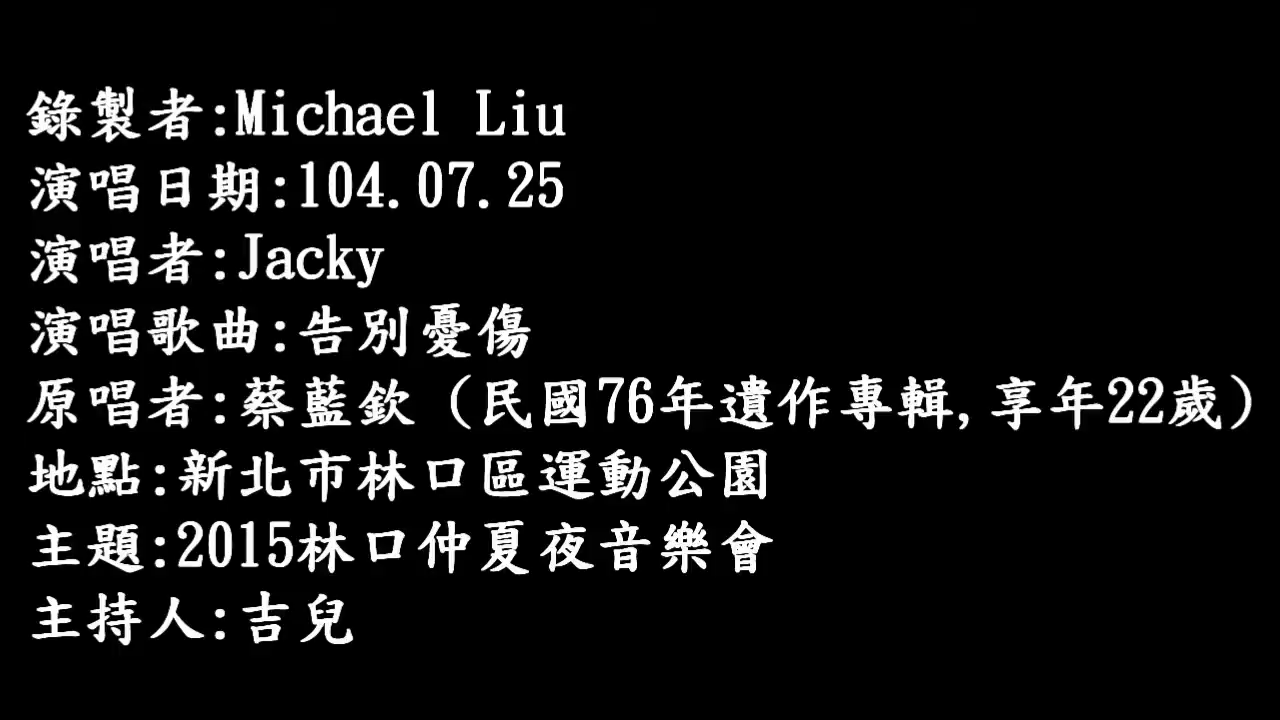 錄製者:Michael Liu
演唱日期:104.07.25
演唱者:Jacky
演唱歌曲:告別憂傷
原唱者:蔡藍欽 (民國76年遺作專輯,享年22歲)
地點:新北市林口區運動公園
主題:2015林口仲夏夜音樂會
主持人:吉兒